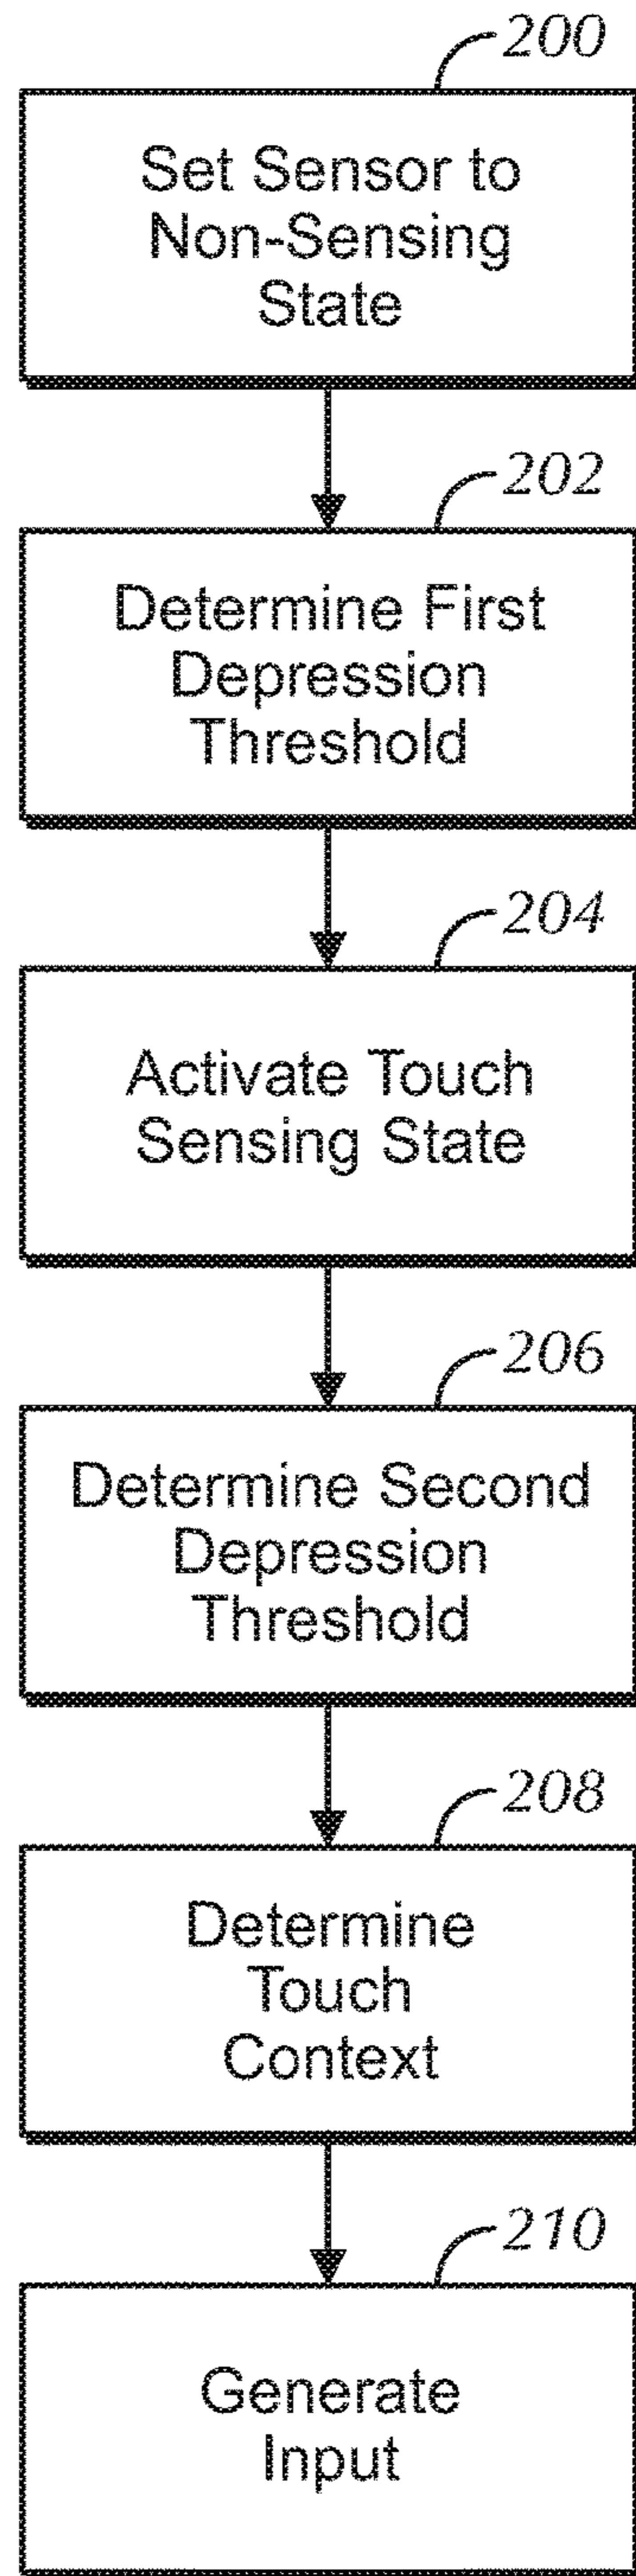 200
Set Sensor to
Non-Sensing
State
202
Determine First
Depression
Threshold
204
Activate Touch
Sensing State
206
Determine Second
Depression
Threshold
208
Determine
Touch
Context
210
Generate
Input